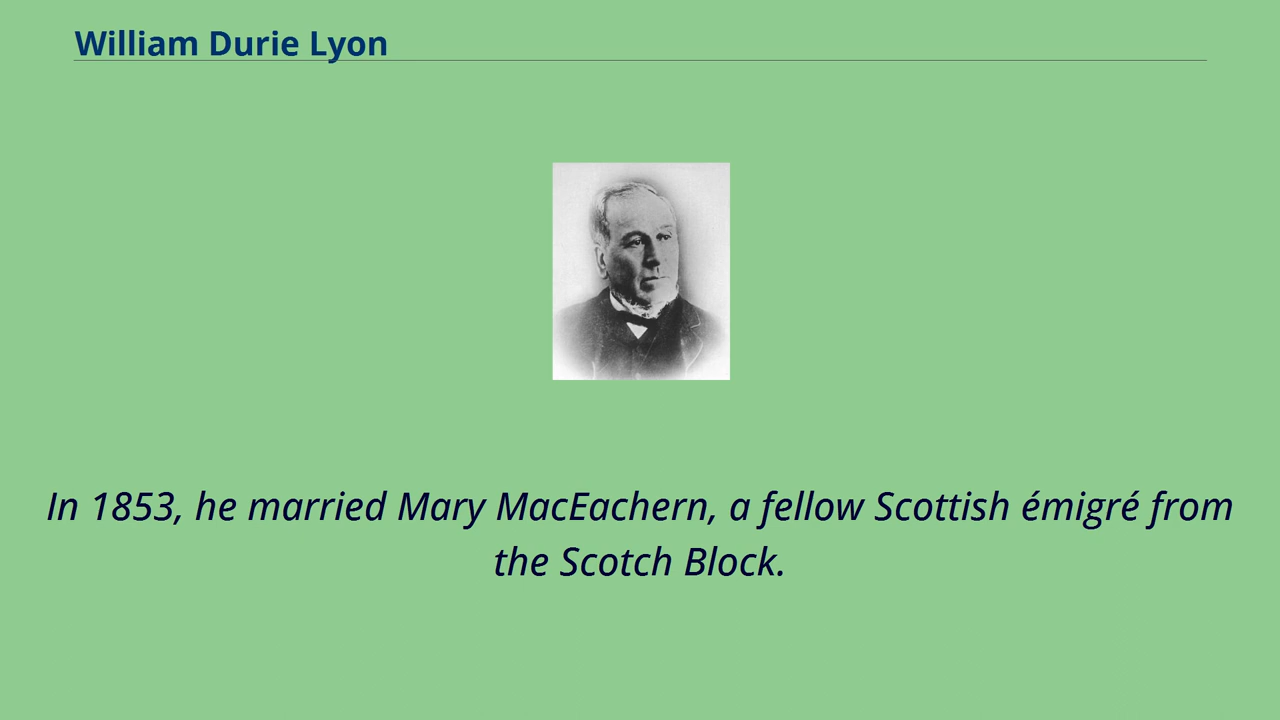 William Durie Lyon
In 1853, he married Mary MacEachern, a fellow Scottish émigré from
the Scotch Block.